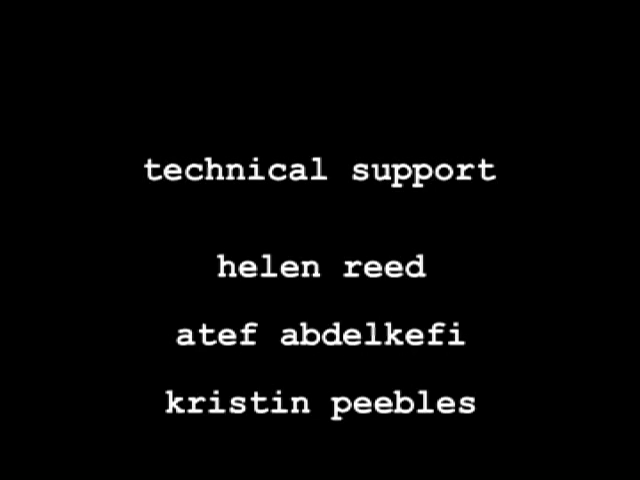 technical support
helen reed
atef abdelkefi
kristin peebles